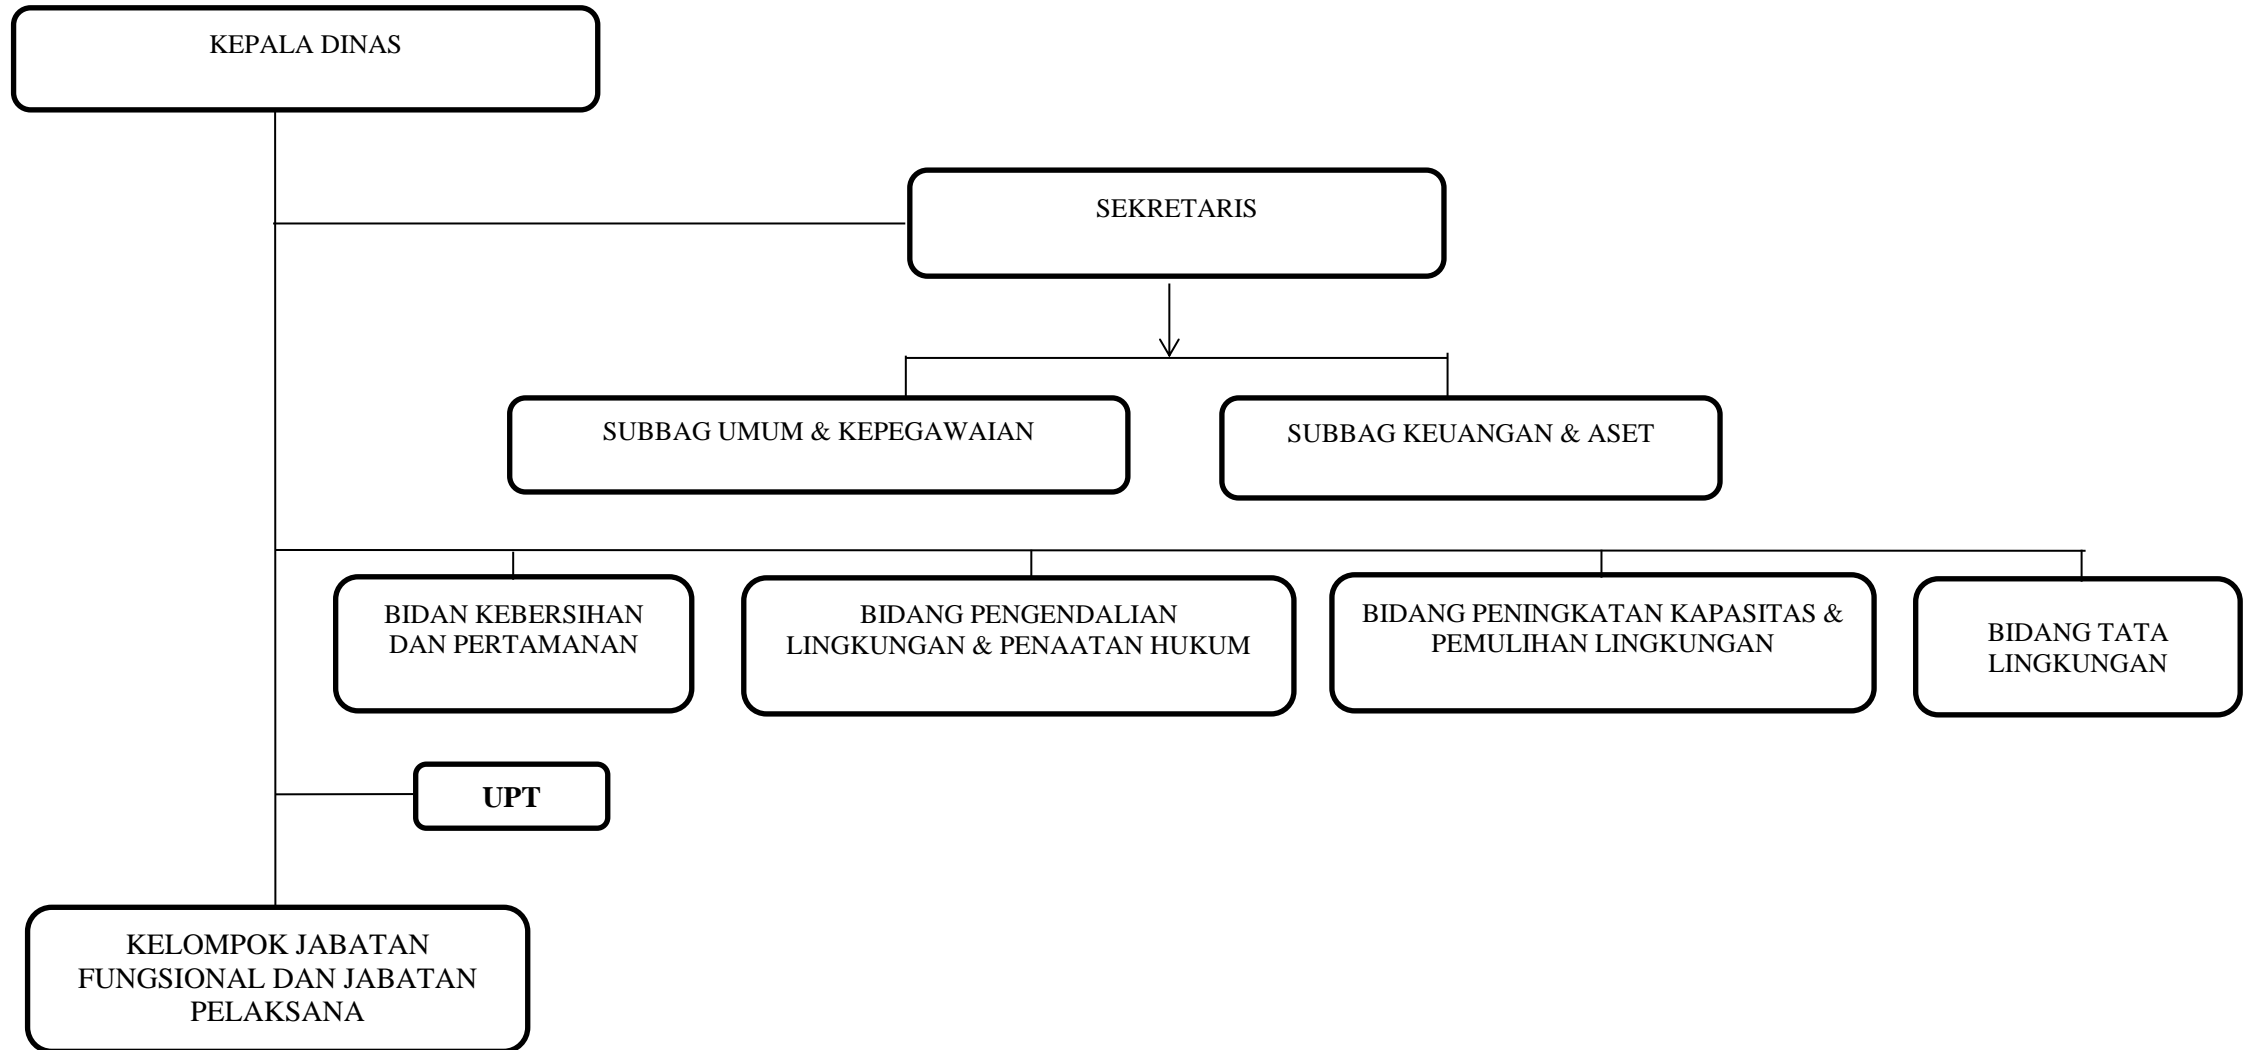 KEPALA DINAS
SEKRETARIS
SUBBAG UMUM & KEPEGAWAIAN
SUBBAG KEUANGAN & ASET
BIDAN KEBERSIHAN
DAN PERTAMANAN
BIDANG PENGENDALIAN
LINGKUNGAN & PENAATAN HUKUM
BIDANG PENINGKATAN KAPASITAS &
PEMULIHAN LINGKUNGAN
BIDANG TATA
LINGKUNGAN
UPT
KELOMPOK JABATAN
FUNGSIONAL DAN JABATAN
PELAKSANA